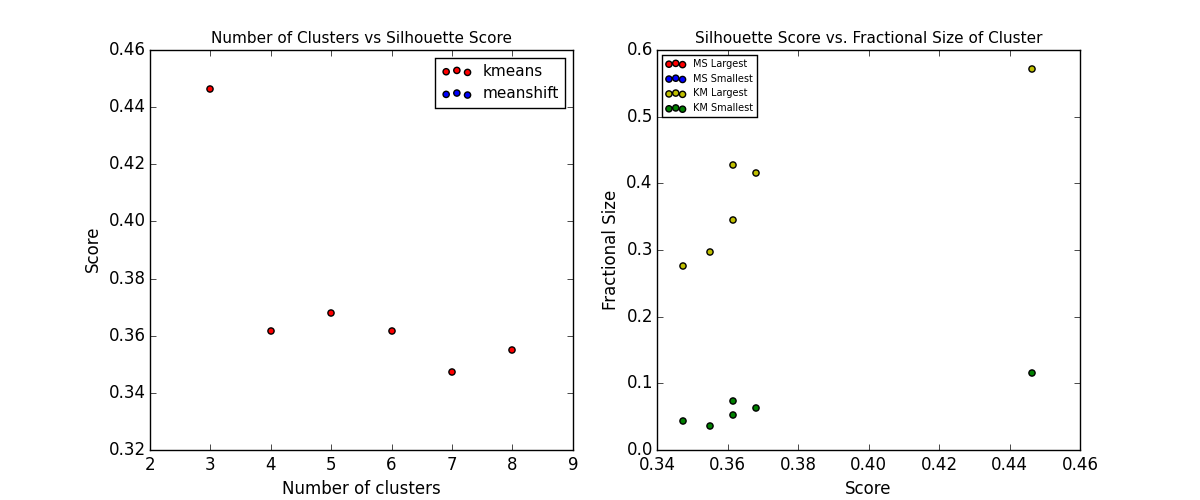 Number of Clusters vs Silhouette Score
0.46
0.44
0.42
0.40
0.38
0.36
0.34
0.32
Score
kmeans
meanshift
2 3 4 5 6 7 8 9
Number of clusters
Silhouette Score vs. Fractional Size of Cluster
0.6
0.5
0.4
0.3
0.2
0.1
0.0
Fractional Size
MS Largest
MS Smallest
KM Largest
KM Smallest
0.34 0.36 0.38 0.40 0.42 0.44 0.46
Score